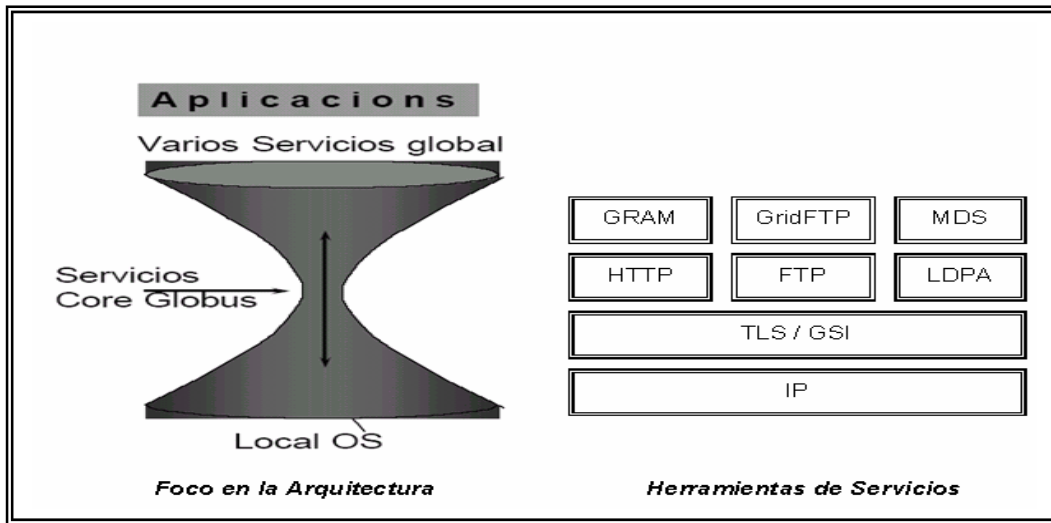 Aplicacions
Varios Servicios global
Servicios
Core Globus
Local OS
Foco en la Arquitectura
GRAM GridFTP MDS
HTTP FTP LDPA
TLS / GSI
IP
Herramientas de Servicios